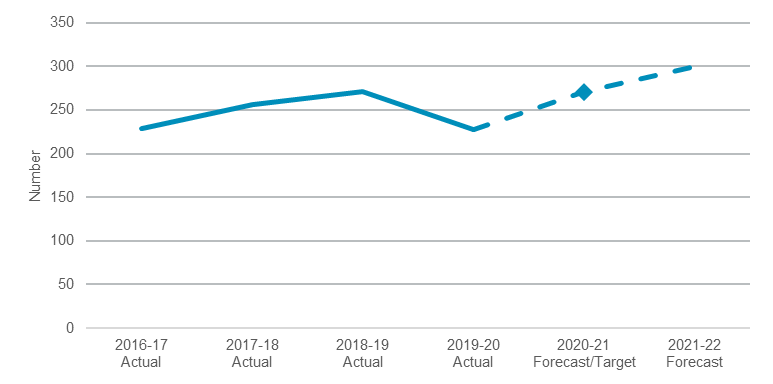 350
300
250
200
150
100
50
0
Number
2016-17
Actual
2017-18
Actual
2018-19
Actual
2019-20
Actual
2020-21
Forecast/Target
2021-22
Forecast